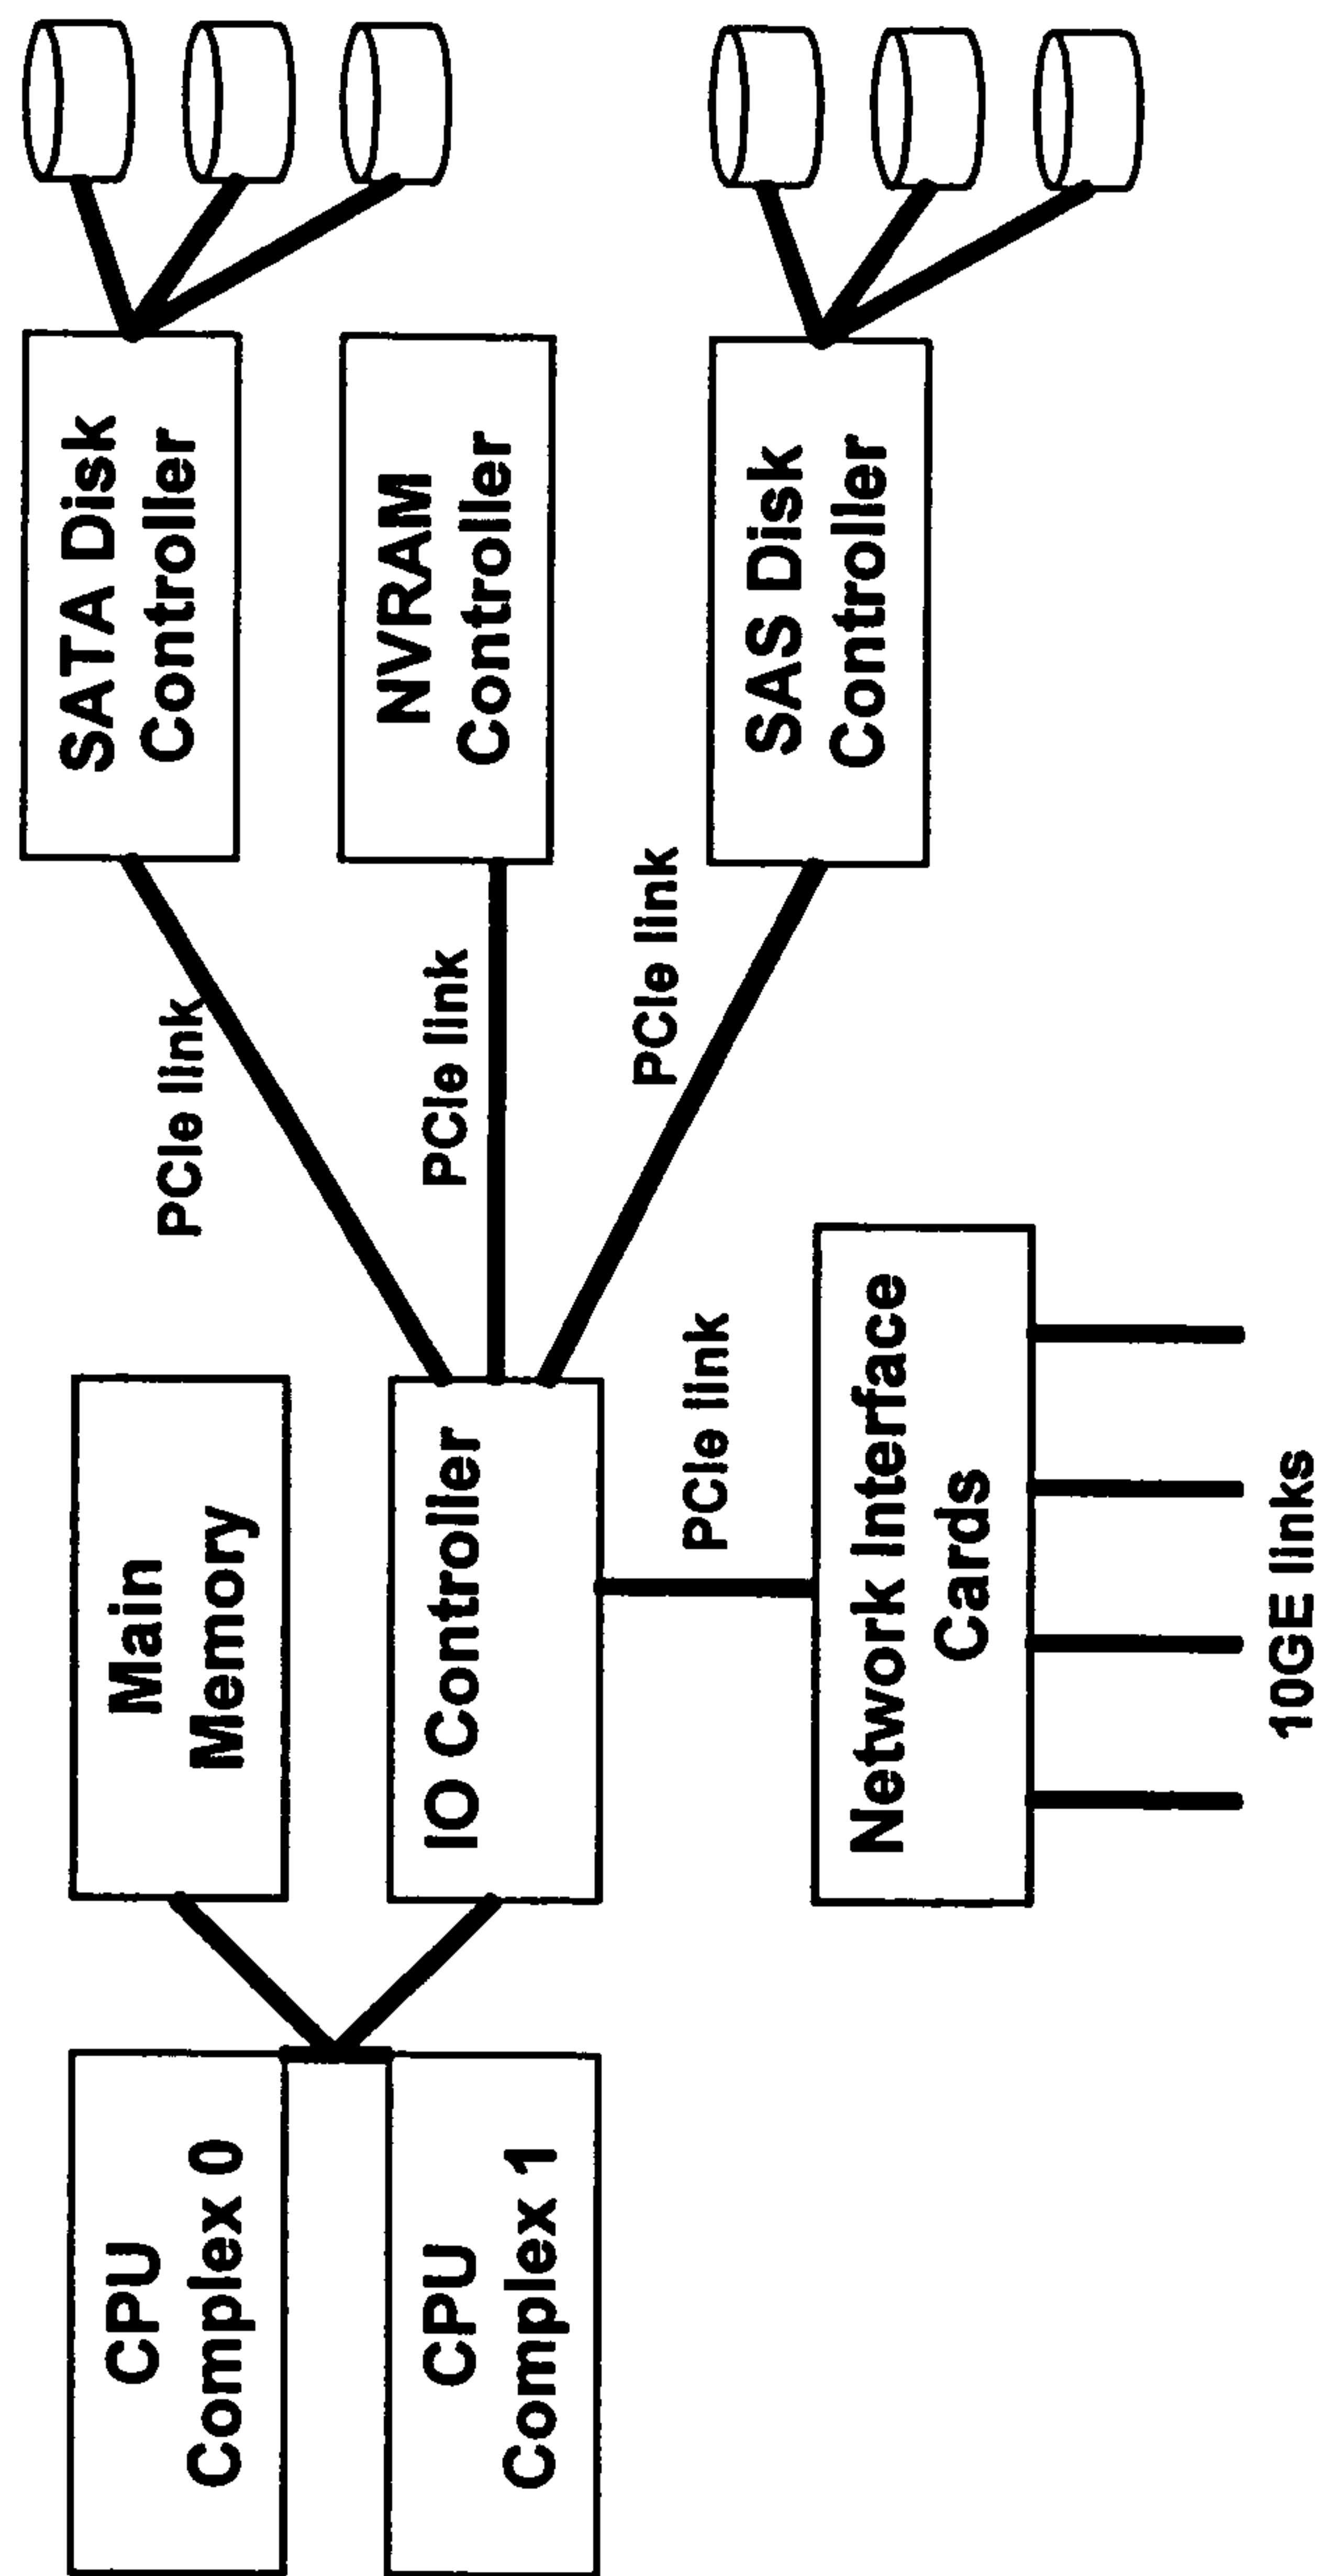 CPU
Complex 0
CPU
Complex 1
Main
Memory
IO Controller
Network Interface
Cards
10GE links
PCIe link
PCIe link
PCIe link
PCIe link
SATA Disk
Controller
NVRAM
Controller
SAS Disk
Controller